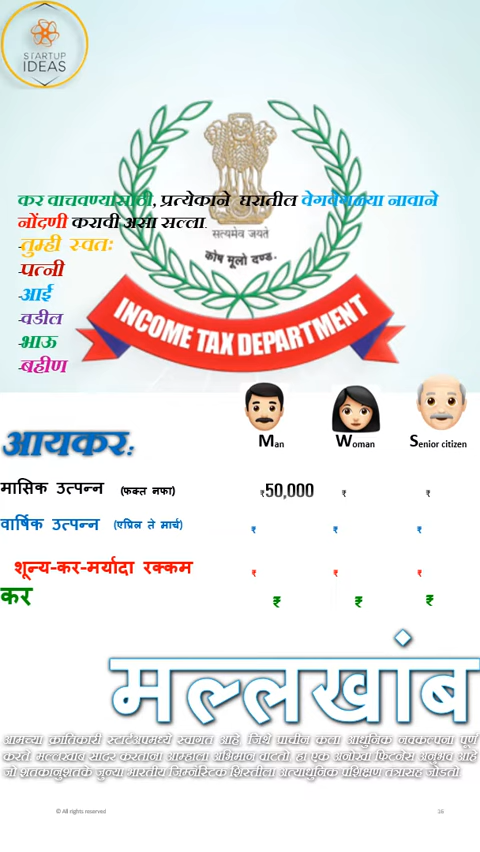 STARTUP
IDEAS
कर वाचवण्यासाठी, प्रत्येकाने घरातील वेगवेगळ्या नावाने
नोंदणी करावी असा सल्ला.
-तुम्ही स्वतः
-पत्नी
-आई
-वडील
-भाऊ
-बहीण
सत्यमेव जयते
कोष मूलो दण्ड.
INCOME TAX DEPARTMENT
Man Woman Senior citizen
आयकर:
मासिक उत्पन्न (फक्त नफा) ₹50,000 ₹ ₹
वार्षिक उत्पन्न (एप्रिल ते मार्च) ₹ ₹ ₹
शून्य-कर-मर्यादा रक्कम ₹ ₹ ₹
कर ₹ ₹ ₹
मल्लखांब
आमच्या क्रांतिकारी स्टार्टअपमध्ये स्वागत आहे, जिथे प्राचीन कला आधुनिक नवकल्पना पूर्ण
करते. मल्लखांब सादर करताना आम्हाला अभिमान वाटतो, हा एक अनोखा फिटनेस अनुभव आहे
जो शतकानुशतके जुन्या भारतीय जिम्नॅस्टिक शिस्तीला अत्याधुनिक प्रशिक्षण तंत्रासह जोडतो.
© All rights reserved 26